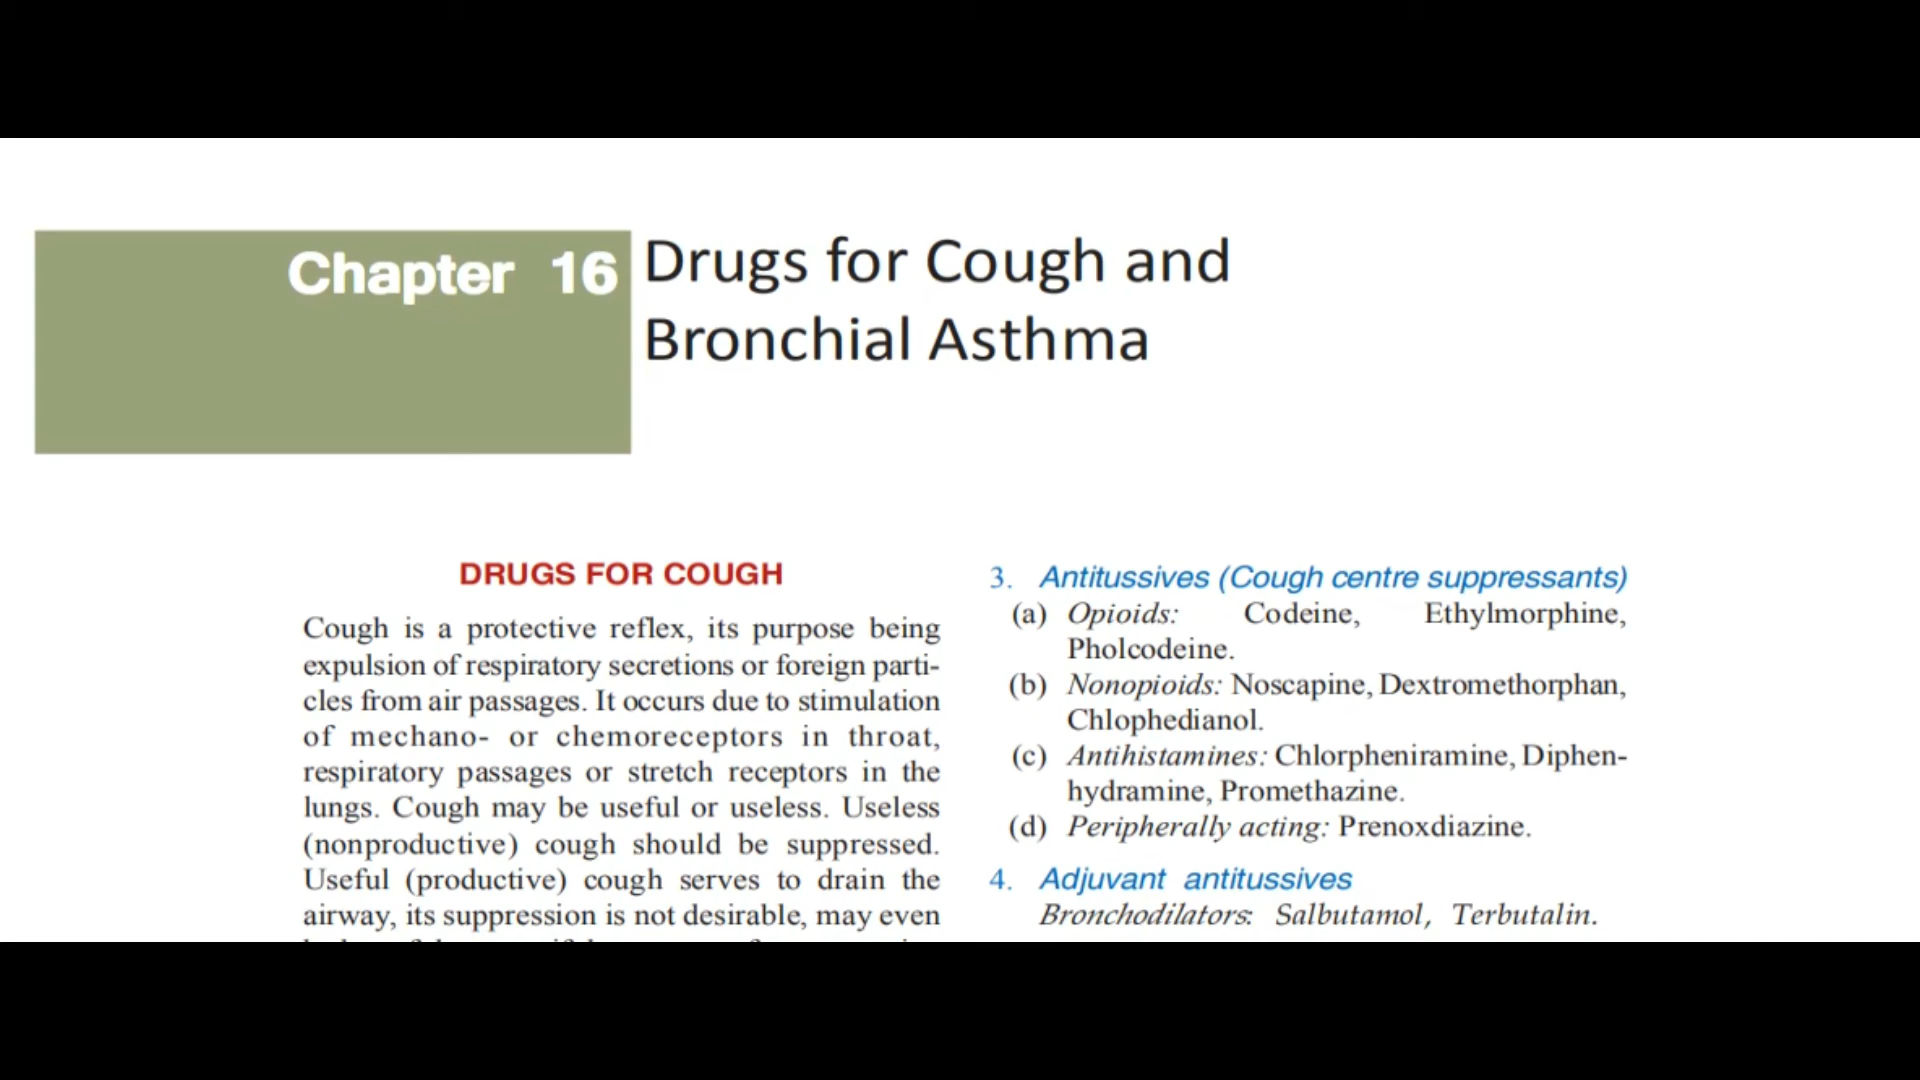 Chapter 16
Drugs for Cough and
Bronchial Asthma
DRUGS FOR COUGH
Cough is a protective reflex, its purpose being
expulsion of respiratory secretions or foreign parti-
cles from air passages. It occurs due to stimulation
of mechano- or chemoreceptors in throat,
respiratory passages or stretch receptors in the
lungs. Cough may be useful or useless. Useless
(nonproductive) cough should be suppressed.
Useful (productive) cough serves to drain the
airway, its suppression is not desirable, may even
3. Antitussives (Cough centre suppressants)
(a) Opioids: Codeine, Ethylmorphine,
Pholcodeine.
(b) Nonopioids: Noscapine, Dextromethorphan,
Chlophedianol.
(c) Antihistamines: Chlorpheniramine, Diphen-
hydramine, Promethazine.
(d) Peripherally acting: Prenoxdiazine.
4. Adjuvant antitussives
Bronchodilators: Salbutamol, Terbutalin.